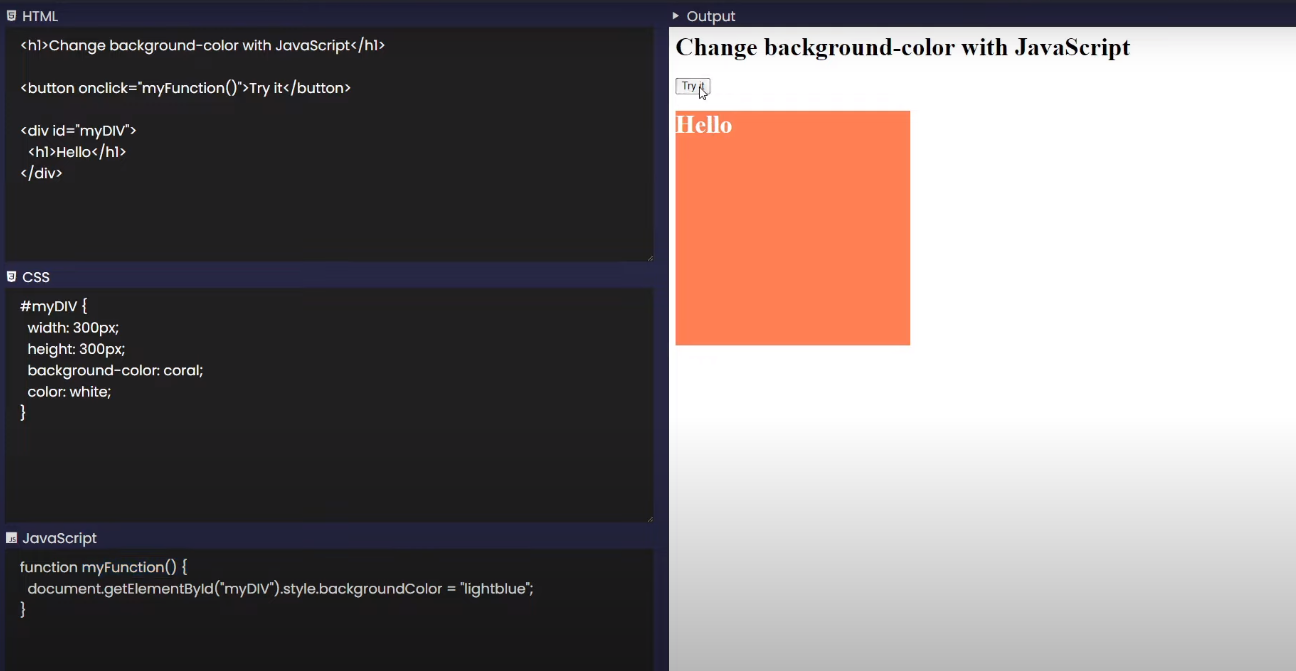 HTML
<h1>Change background-color with JavaScript</h1>
<button onclick="myFunction()">Try it</button>
<div id="myDIV">
<h1>Hello</h1>
</div>
CSS
#myDIV {
width: 300px;
height: 300px;
background-color: coral;
color: white;
}
JavaScript
function myFunction() {
document.getElementById("myDIV").style.backgroundColor = "lightblue";
}
Output
Change background-color with JavaScript
Try it
Hello